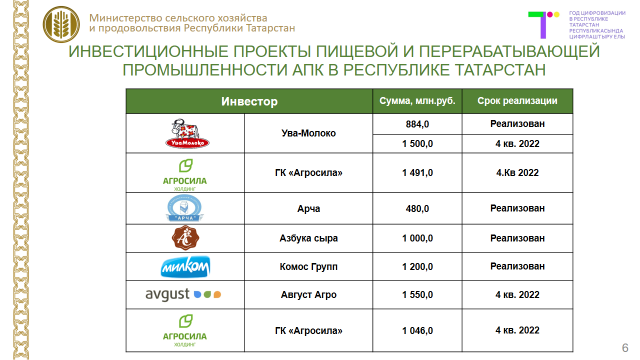 Министерство сельского хозяйства
и продовольствия Республики Татарстан
ГОД ЦИФРОВИЗАЦИИ
В РЕСПУБЛИКЕ
ТАТАРСТАН
РЕСПУБЛИКАСЫНДА
ЦИФРЛАШТЫРУ ЕЛЫ
ИНВЕСТИЦИОННЫЕ ПРОЕКТЫ ПИЩЕВОЙ И ПЕРЕРАБАТЫВАЮЩЕЙ
ПРОМЫШЛЕННОСТИ АПК В РЕСПУБЛИКЕ ТАТАРСТАН
Инвестор Сумма, млн.руб. Срок реализации
УваМолоко Ува-Молоко 884,0 Реализован
1 500,0 4 кв. 2022
АГРОСИЛА
ХОЛДИНГ
ГК «Агросила» 1 491,0 4.Кв 2022
"АРЧА" Арча 480,0 Реализован
Азбука сыра 1 000,0 Реализован
МИЛКОМ Комос Групп 1 200,0 Реализован
avgust Август Агро 1 550,0 4 кв. 2022
АГРОСИЛА
ХОЛДИНГ
ГК «Агросила» 1 046,0 4 кв. 2022
6